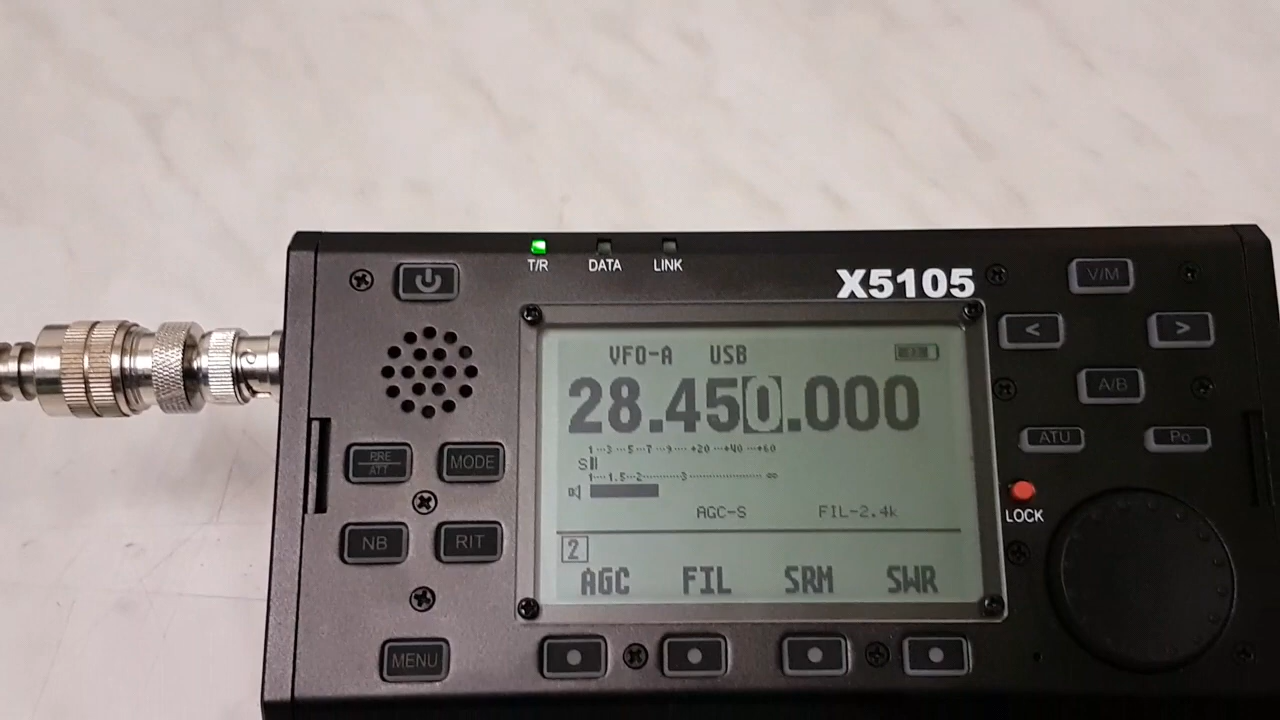 T/R DATA LINK
X5105
V/M
< >
A/B
ATU Po
LOCK
PRE
ATT
MODE
NB RIT
MENU
VFO-A USB
28.450.000
1··3··5··7··9···+20···+40···+60
S
1····1.5··2········3···············∞
AGC-S FIL-2.4k
2
AGC FIL SRM SWR